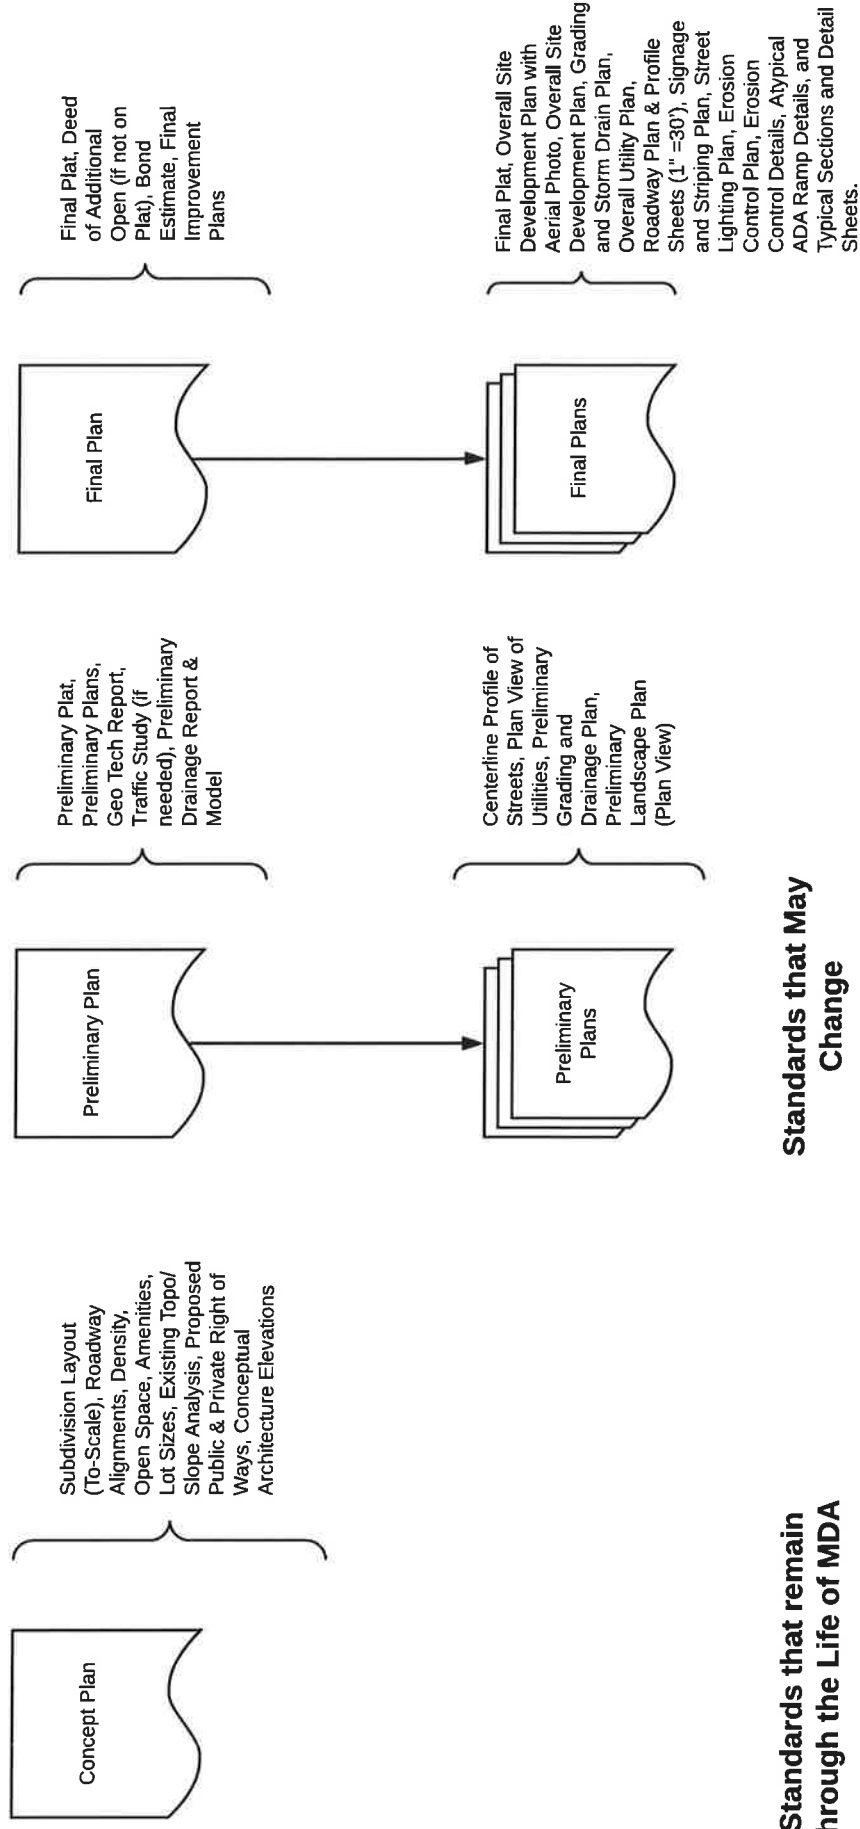 Concept Plan
Subdivision Layout
(To-Scale), Roadway
Alignments, Density,
Open Space, Amenities,
Lot Sizes, Existing Topo/
Slope Analysis, Proposed
Public & Private Right of
Ways, Conceptual
Architecture Elevations
Preliminary Plan
Preliminary Plat,
Preliminary Plans,
Geo Tech Report,
Traffic Study (if
needed), Preliminary
Drainage Report &
Model
Final Plan
Final Plat, Deed
of Additional
Open (if not on
Plat), Bond
Estimate, Final
Improvement
Plans
Preliminary
Plans
Centerline Profile of
Streets, Plan View of
Utilities, Preliminary
Grading and
Drainage Plan,
Preliminary
Landscape Plan
(Plan View)
Final Plans
Final Plat, Overall Site
Development Plan with
Aerial Photo, Overall Site
Development Plan, Grading
and Storm Drain Plan,
Overall Utility Plan,
Roadway Plan & Profile
Sheets (1" =30'), Signage
and Striping Plan, Street
Lighting Plan, Erosion
Control Plan, Erosion
Control Details, Atypical
ADA Ramp Details, and
Typical Sections and Detail
Sheets.
Standards that remain
hrough the Life of MDA
Standards that May
Change